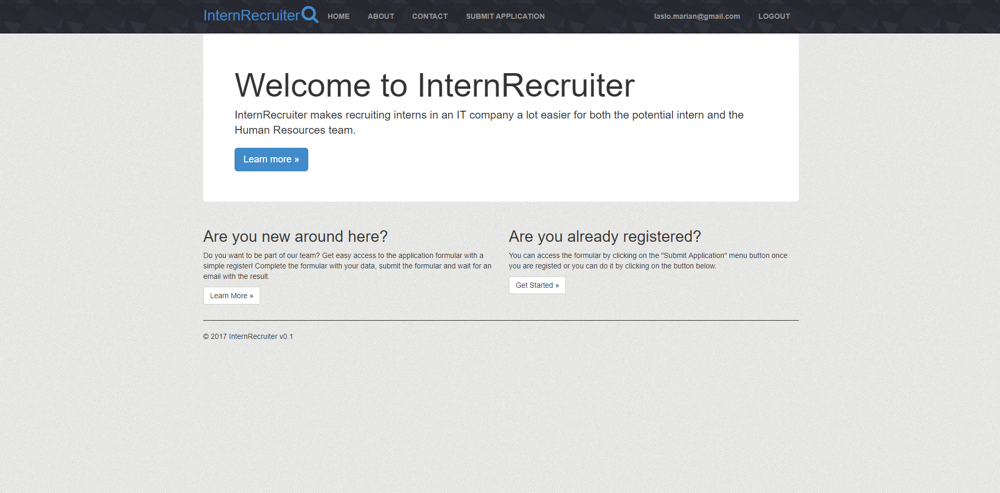 InternRecruiter
HOME
ABOUT
CONTACT
SUBMIT APPLICATION
laslo.marian@gmail.com
LOGOUT
Welcome to InternRecruiter
InternRecruiter makes recruiting interns in an IT company a lot easier for both the potential intern and the
Human Resources team.
Learn more »
Are you new around here?
Do you want to be part of our team? Get easy access to the application formular with a
simple register! Complete the formular with your data, submit the formular and wait for an
email with the result.
Learn More »
Are you already registered?
You can access the formular by clicking on the "Submit Application" menu button once
you are registed or you can do it by clicking on the button below.
Get Started »
© 2017 InternRecruiter v0.1